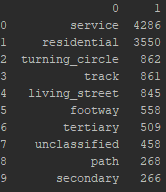 0 1
0 service 4286
1 residential 3550
2 turning_circle 862
3 track 861
4 living_street 845
5 footway 558
6 tertiary 509
7 unclassified 458
8 path 268
9 secondary 266